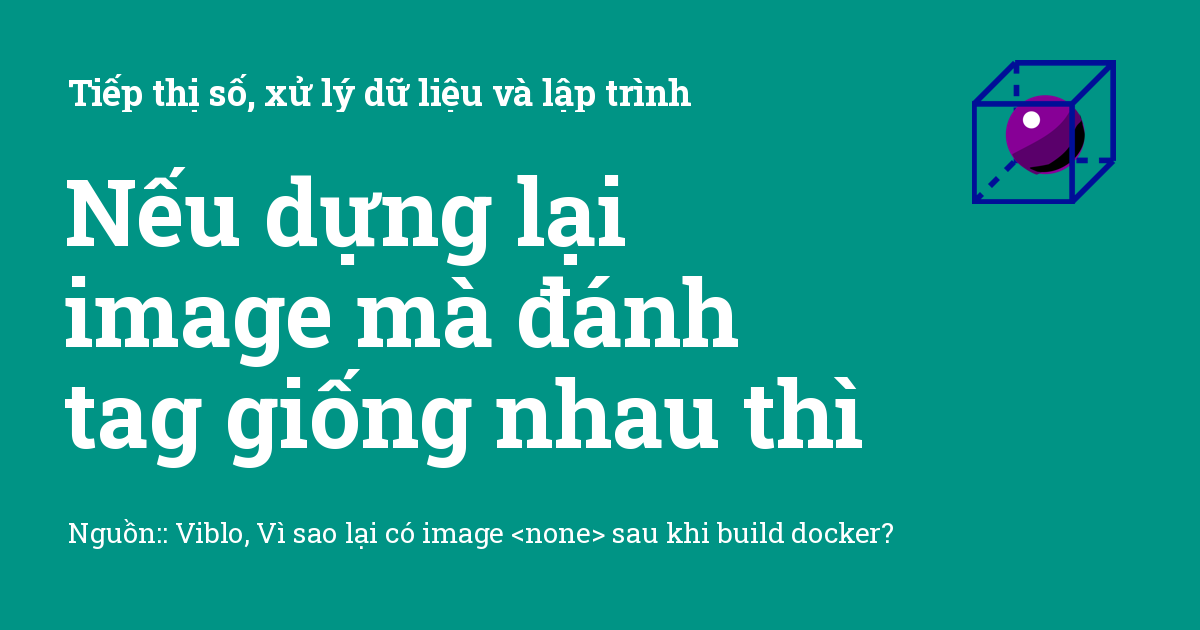 Tiếp thị số, xử lý dữ liệu và lập trình
Nếu dựng lại
image mà đánh
tag giống nhau thì
Nguồn:: Viblo, Vì sao lại có image <none> sau khi build docker?